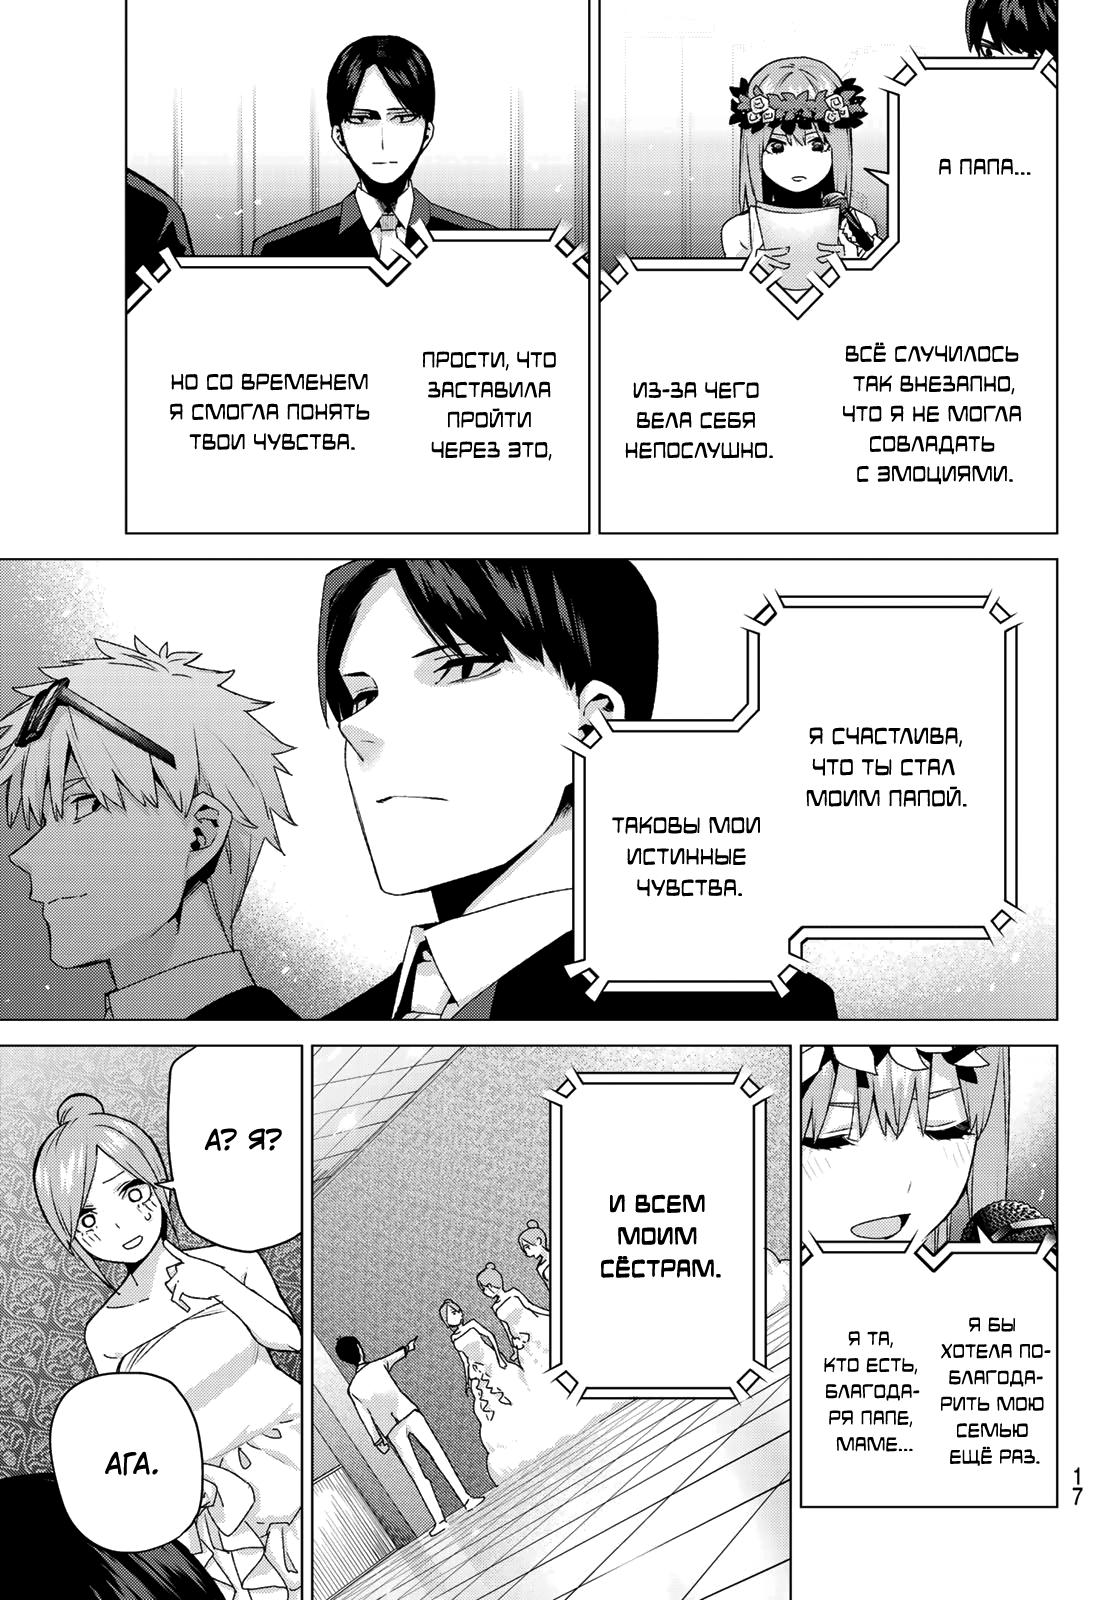 А ПАПА...
ВСЁ СЛУЧИЛОСЬ
ТАК ВНЕЗАПНО,
ЧТО Я НЕ МОГЛА
СОВЛАДАТЬ
С ЭМОЦИЯМИ.
ИЗ-ЗА ЧЕГО
ВЕЛА СЕБЯ
НЕПОСЛУШНО.
ПРОСТИ, ЧТО
ЗАСТАВИЛА
ПРОЙТИ
ЧЕРЕЗ ЭТО,
НО СО ВРЕМЕНЕМ
Я СМОГЛА ПОНЯТЬ
ТВОИ ЧУВСТВА.
Я СЧАСТЛИВА,
ЧТО ТЫ СТАЛ
МОИМ ПАПОЙ.
ТАКОВЫ МОИ
ИСТИННЫЕ
ЧУВСТВА.
Я БЫ
ХОТЕЛА ПО-
БЛАГОДА-
РИТЬ МОЮ
СЕМЬЮ
ЕЩЁ РАЗ.
Я ТА,
КТО ЕСТЬ,
БЛАГОДА-
РЯ ПАПЕ,
МАМЕ...
И ВСЕМ
МОИМ
СЁСТРАМ.
А? Я?
АГА.
17